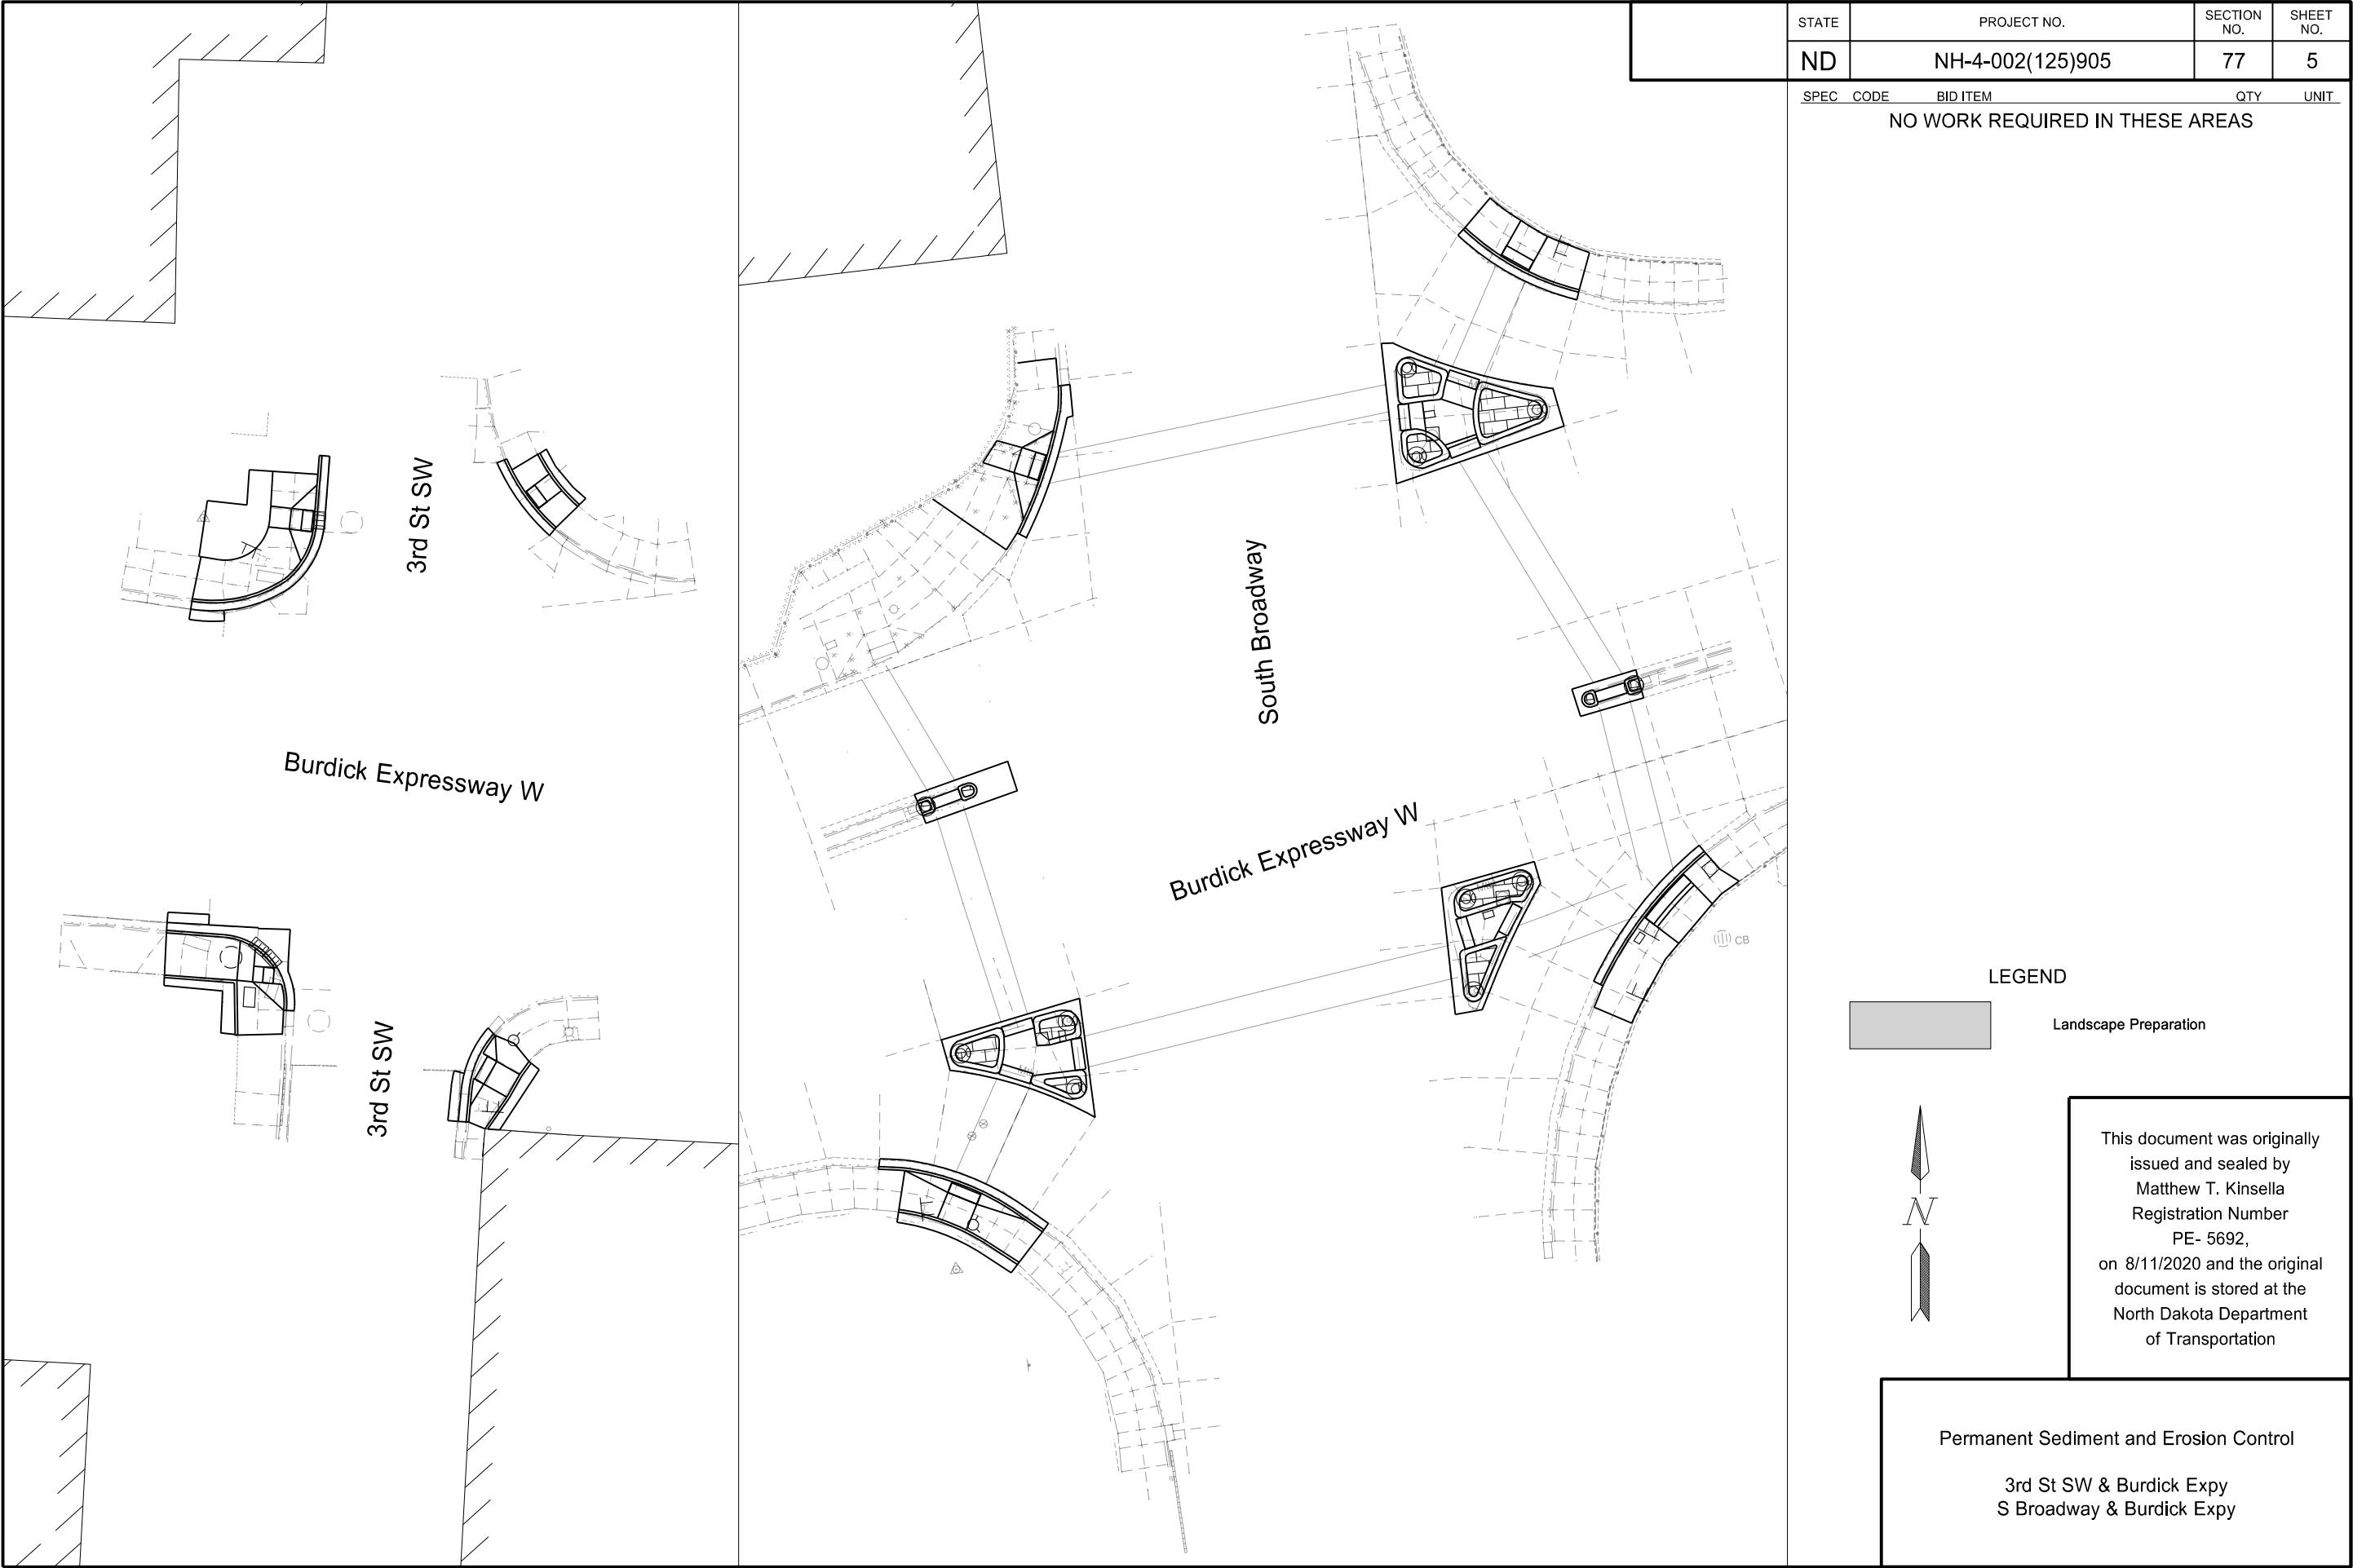 STATE PROJECT NO. SECTION NO. SHEET NO.
ND NH-4-002(125)905 77 5
SPEC CODE BID ITEM QTY UNIT
NO WORK REQUIRED IN THESE AREAS
3rd St SW
Burdick Expressway W
3rd St SW
South Broadway
Burdick Expressway W
CB
LEGEND
Landscape Preparation
N
This document was originally
issued and sealed by
Matthew T. Kinsella
Registration Number
PE- 5692,
on 8/11/2020 and the original
document is stored at the
North Dakota Department
of Transportation
Permanent Sediment and Erosion Control
3rd St SW & Burdick Expy
S Broadway & Burdick Expy